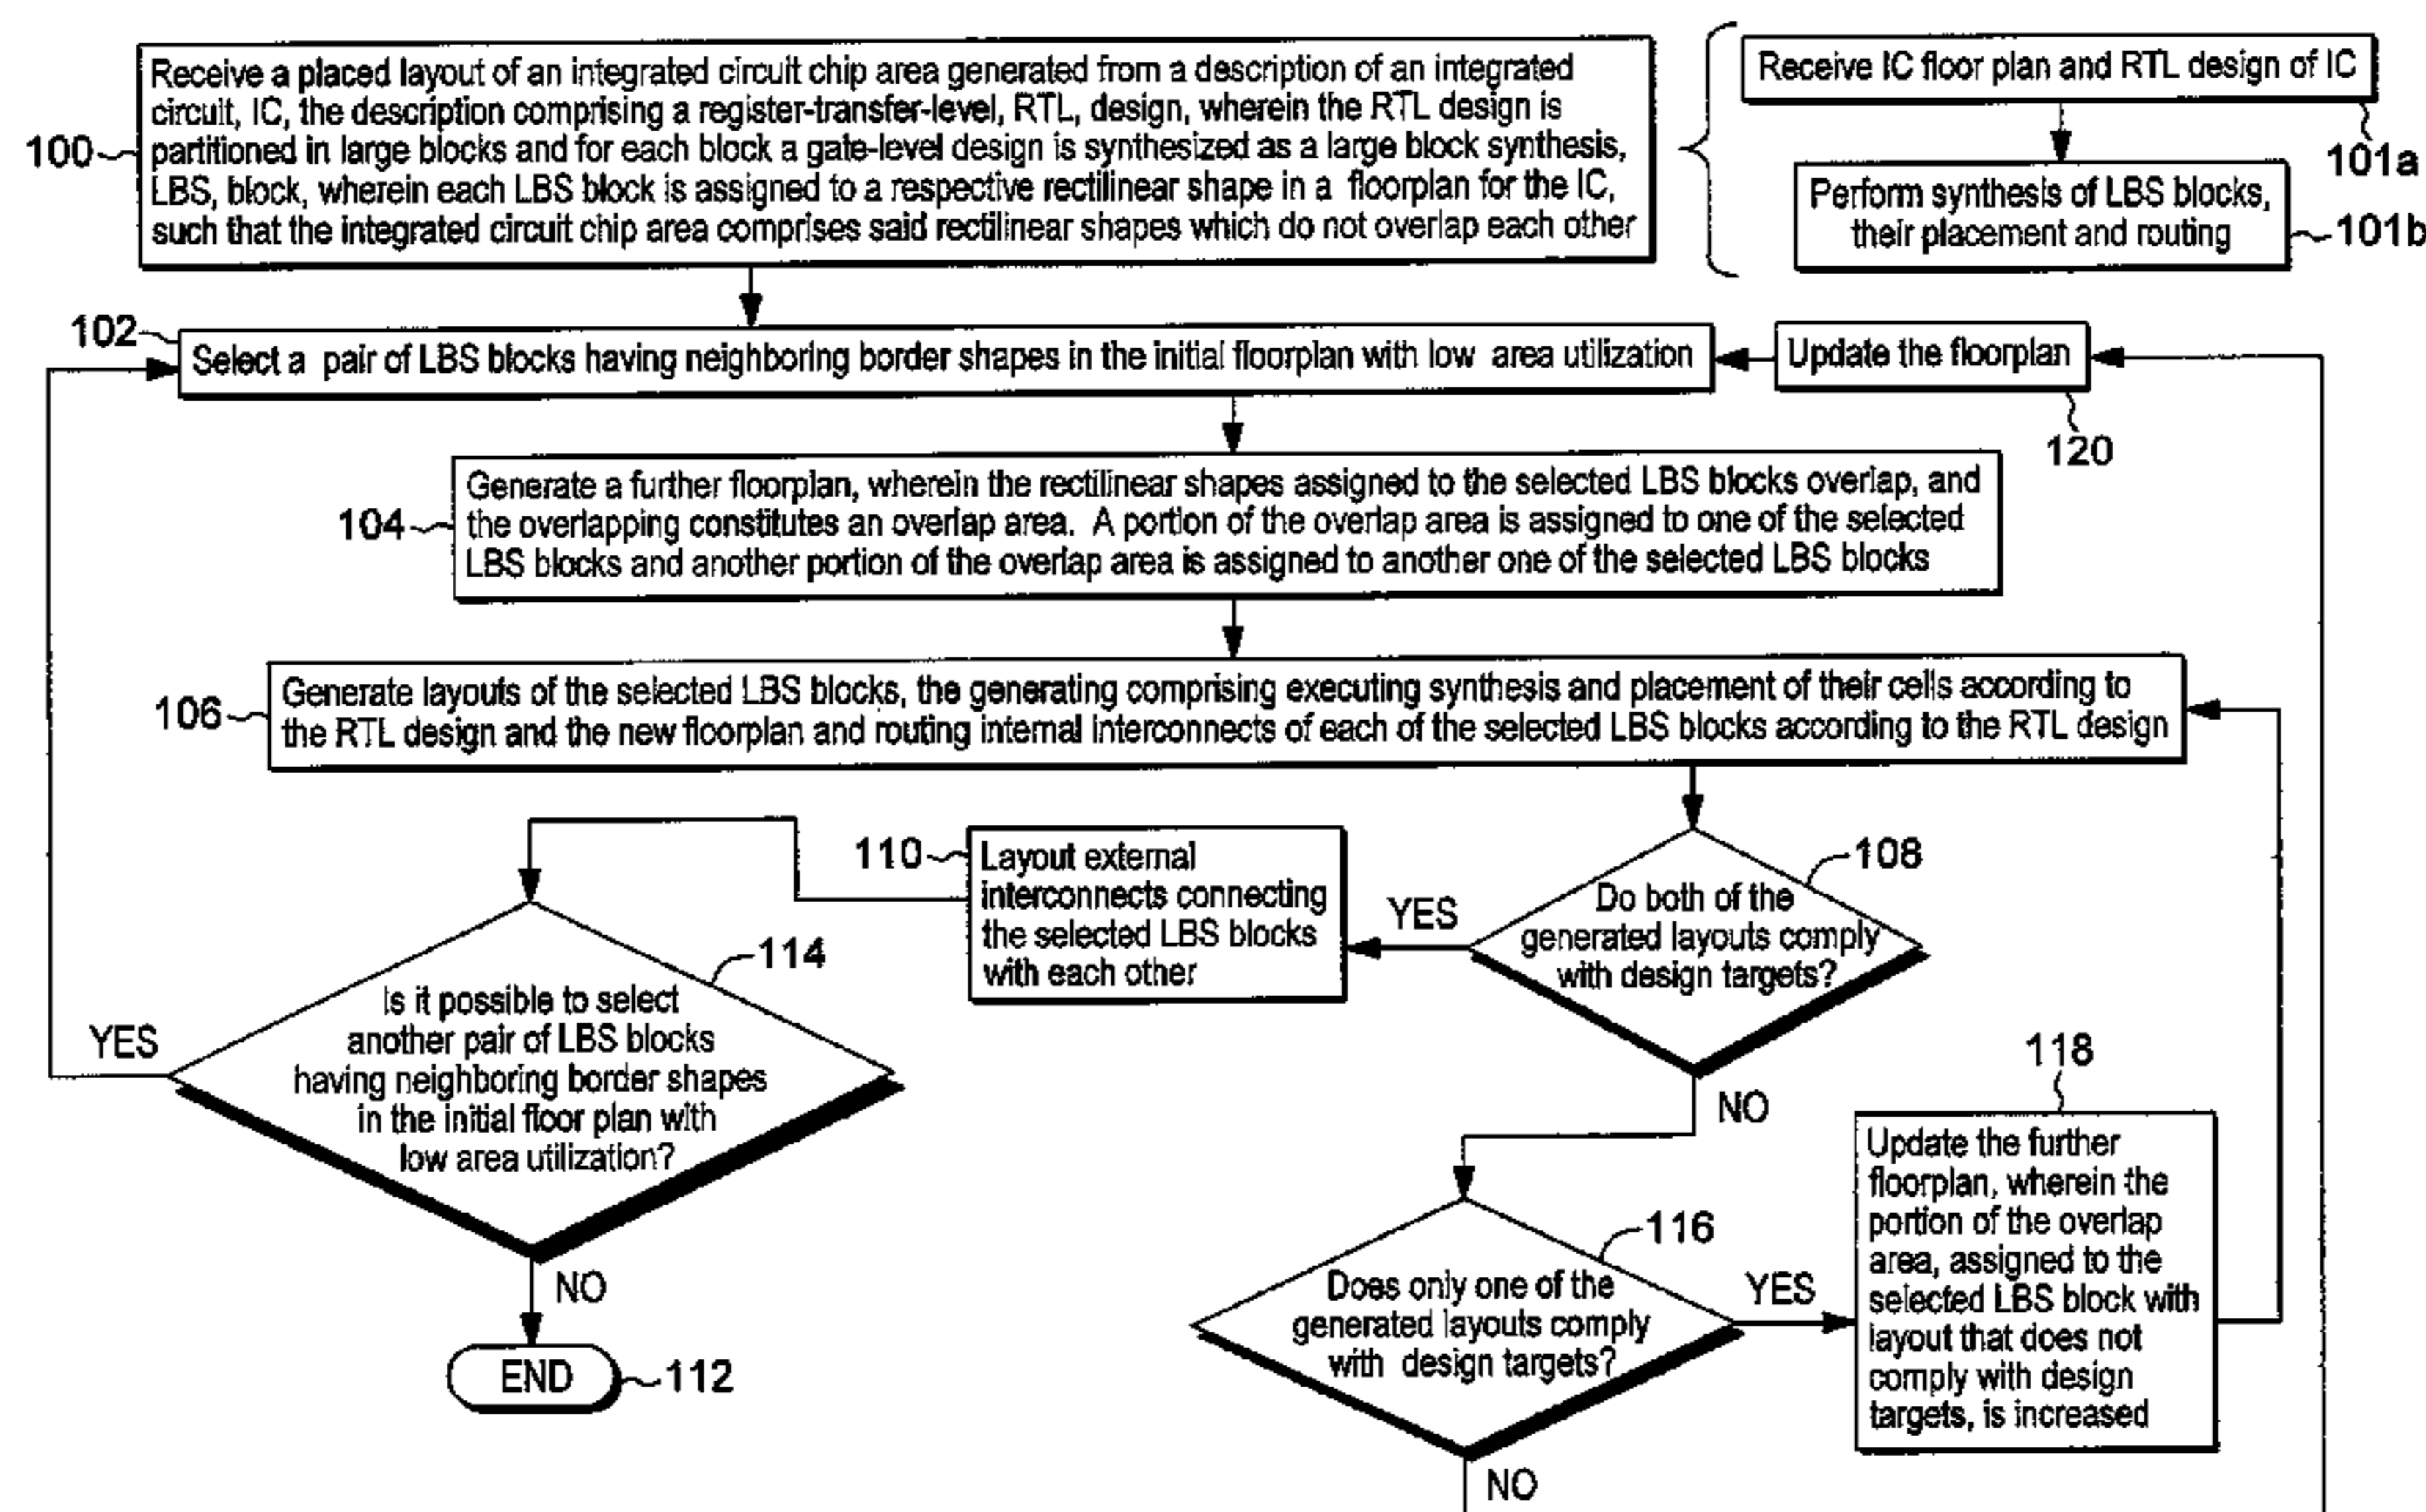 Receive a placed layout of an integrated circuit chip area generated from a description of an integrated
circuit, IC, the description comprising a register-transfer-level, RTL, design, wherein the RTL design is
100
partitioned in large blocks and for each block a gate-level design is synthesized as a large block synthesis,
LBS, block, wherein each LBS block is assigned to a respective rectilinear shape in a floorplan for the IC,
such that the integrated circuit chip area comprises said rectilinear shapes which do not overlap each other
Receive IC floor plan and RTL design of IC
101a
Perform synthesis of LBS blocks,
their placement and routing
101b
102
Select a pair of LBS blocks having neighboring border shapes in the initial floorplan with low area utilization
Update the floorplan
120
Generate a further floorplan, wherein the rectilinear shapes assigned to the selected LBS blocks overlap, and
104
the overlapping constitutes an overlap area. A portion of the overlap area is assigned to one of the selected
LBS blocks and another portion of the overlap area is assigned to another one of the selected LBS blocks
106
Generate layouts of the selected LBS blocks, the generating comprising executing synthesis and placement of their cells according to
the RTL design and the new floorplan and routing internal interconnects of each of the selected LBS blocks according to the RTL design
108
Do both of the
generated layouts comply
with design targets?
YES
NO
110
Layout external
interconnects connecting
the selected LBS blocks
with each other
114
Is it possible to select
another pair of LBS blocks
having neighboring border shapes
in the initial floor plan with
low area utilization?
YES
NO
END
112
116
Does only one of the
generated layouts comply
with design targets?
YES
NO
118
Update the further
floorplan, wherein the
portion of the overlap
area, assigned to the
selected LBS block with
layout that does not
comply with design
targets, is increased